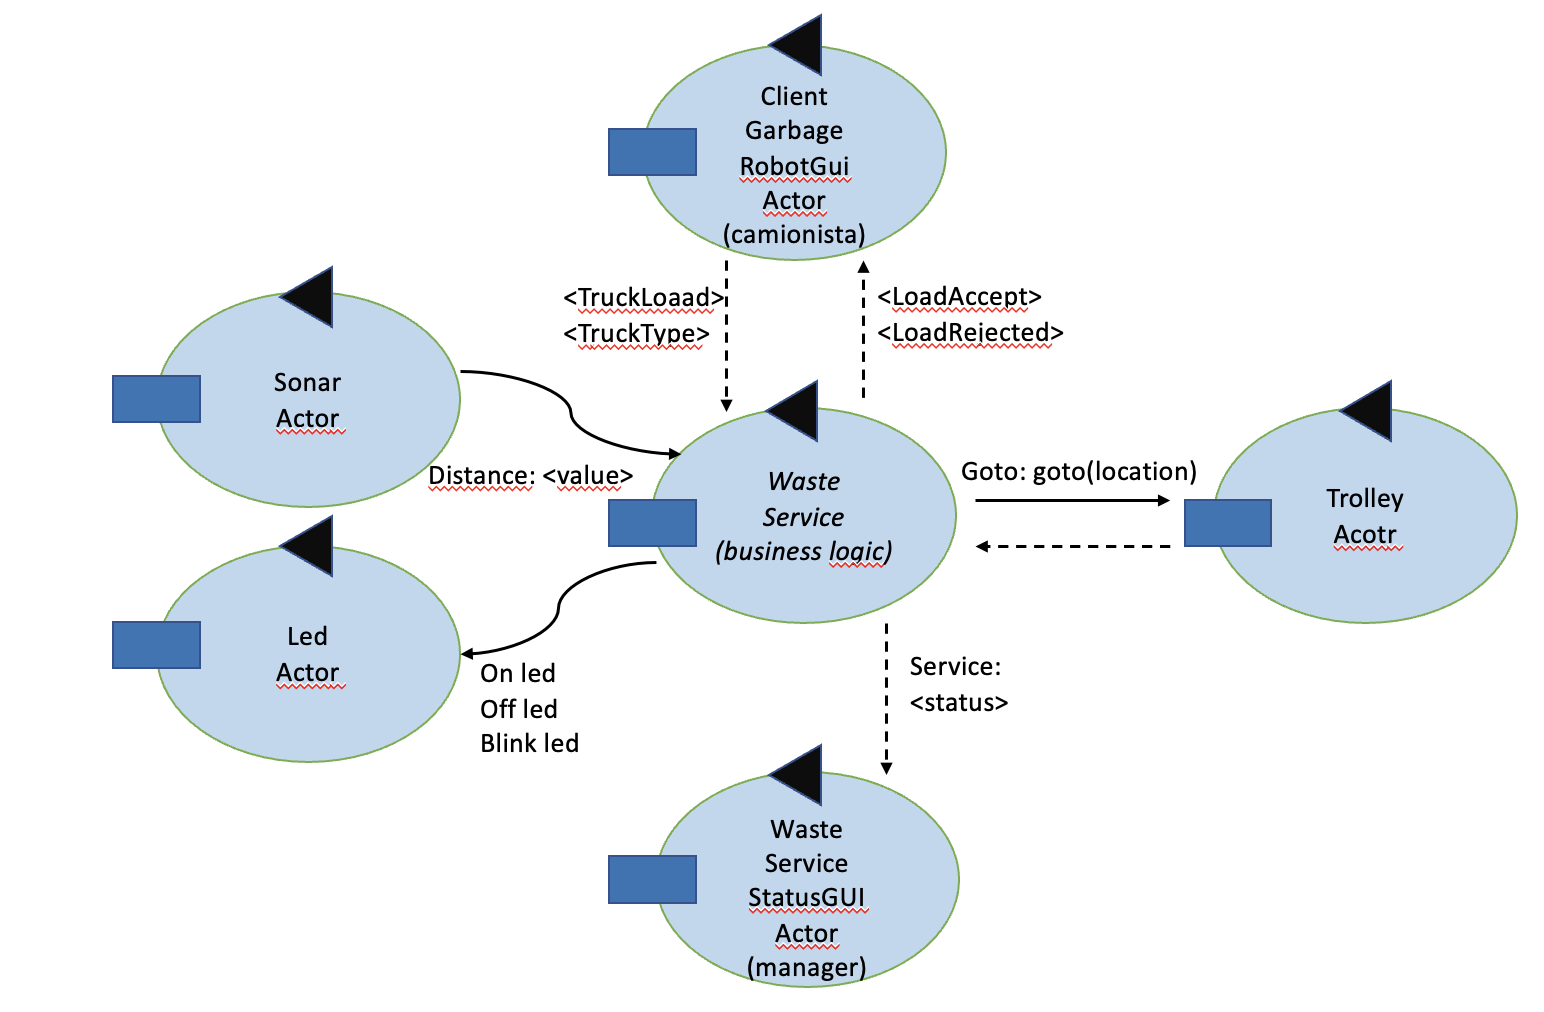 Client
Garbage
RobotGui
Actor
(camionista)
<TruckLoaad>
<TruckType>
<LoadAccept>
<LoadRejected>
Sonar
Actor
Distance: <value>
Waste
Service
(business logic)
Goto: goto(location)
Trolley
Acotr
Led
Actor
On led
Off led
Blink led
Service:
<status>
Waste
Service
StatusGUI
Actor
(manager)